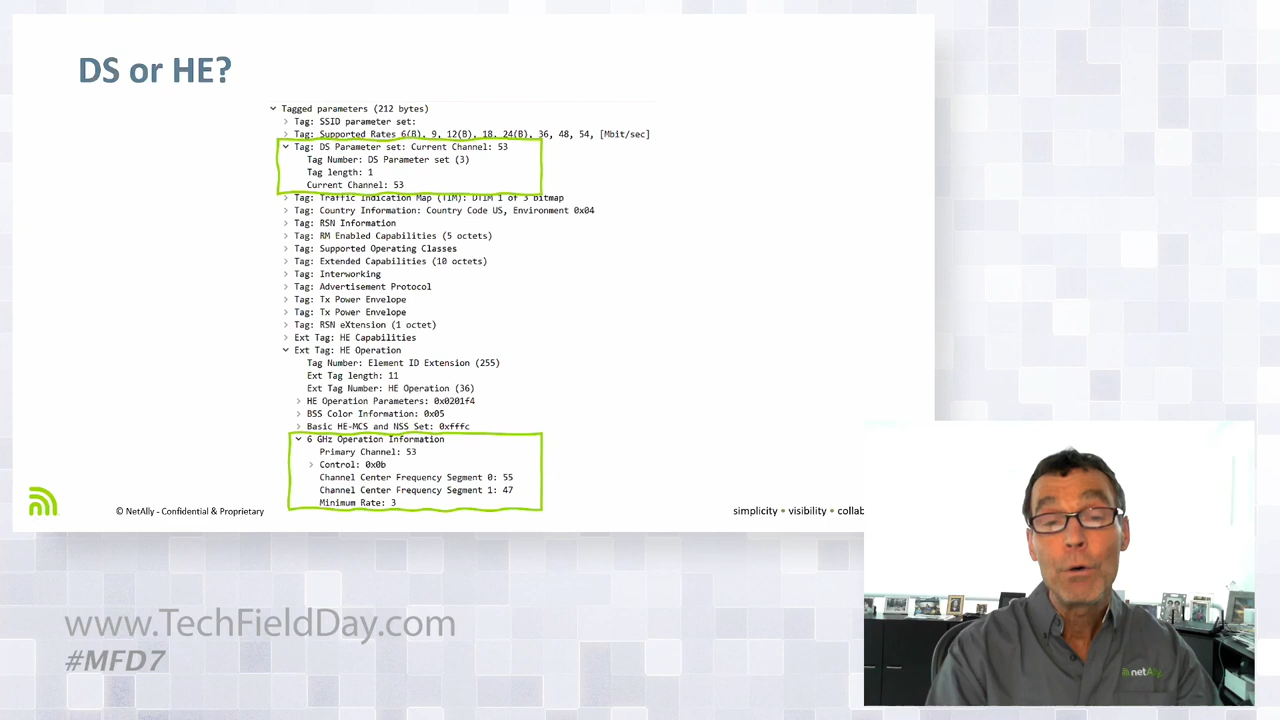 DS or HE?
Tagged parameters (212 bytes)
Tag: SSID parameter set:
Tag: Supported Rates 6(B), 9, 12(B), 18, 24(B), 36, 48, 54, [Mbit/sec]
Tag: DS Parameter set: Current Channel: 53
Tag Number: DS Parameter set (3)
Tag length: 1
Current Channel: 53
Tag: Traffic Indication Map (TIM): DTIM 1 of 3 bitmap
Tag: Country Information: Country Code US, Environment 0x04
Tag: RSN Information
Tag: RM Enabled Capabilities (5 octets)
Tag: Supported Operating Classes
Tag: Extended Capabilities (10 octets)
Tag: Interworking
Tag: Advertisement Protocol
Tag: Tx Power Envelope
Tag: Tx Power Envelope
Tag: RSN eXtension (1 octet)
Ext Tag: HE Capabilities
Ext Tag: HE Operation
Tag Number: Element ID Extension (255)
Ext Tag length: 11
Ext Tag Number: HE Operation (36)
HE Operation Parameters: 0x0201f4
BSS Color Information: 0x05
Basic HE-MCS and NSS Set: 0xfffc
6 GHz Operation Information
Primary Channel: 53
Control: 0x0b
Channel Center Frequency Segment 0: 55
Channel Center Frequency Segment 1: 47
Minimum Rate: 3
© NetAlly - Confidential & Proprietary
simplicity • visibility • collab
www.TechFieldDay.com
#MFD7
netAlly